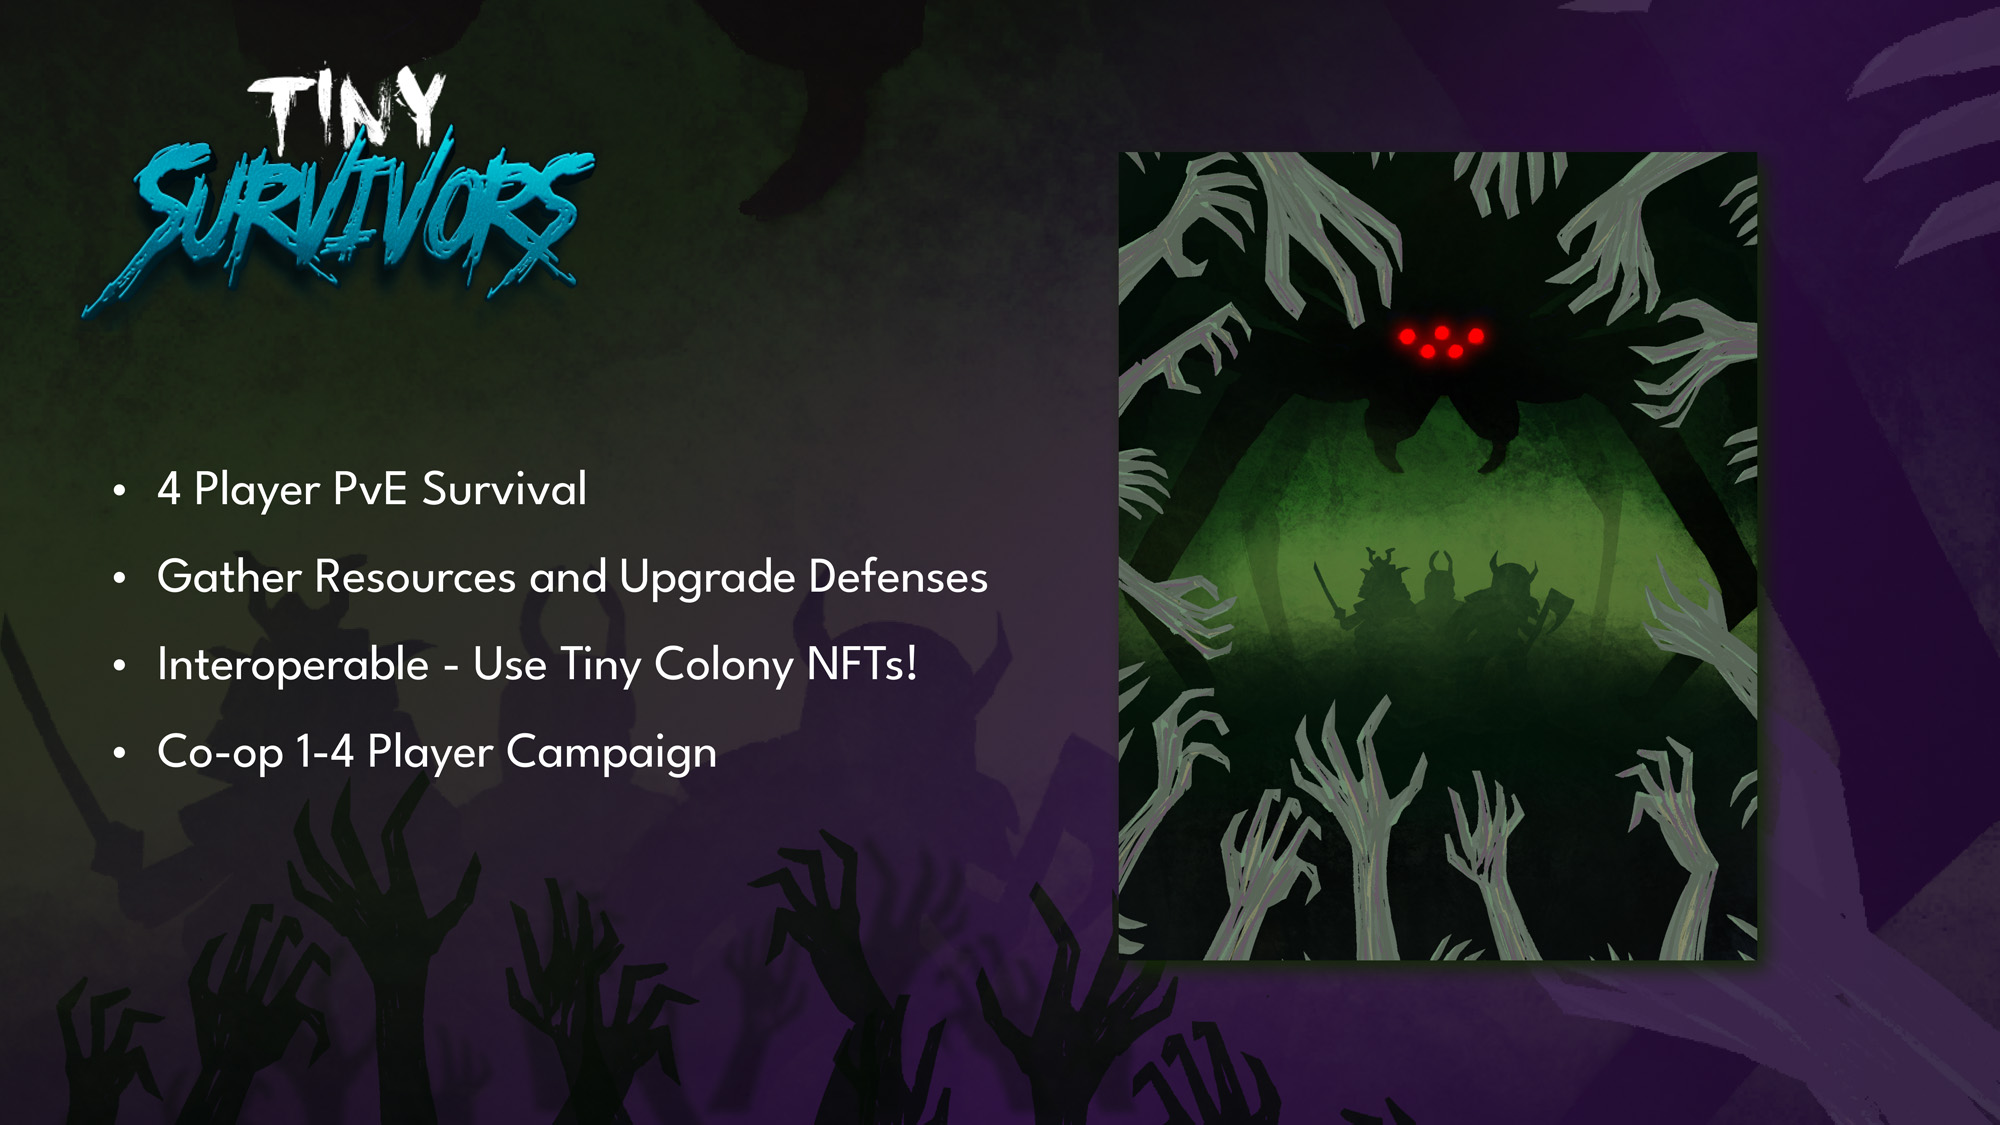 TINY
SURVIVORS
• 4 Player PvE Survival
• Gather Resources and Upgrade Defenses
• Interoperable - Use Tiny Colony NFTs!
• Co-op 1-4 Player Campaign